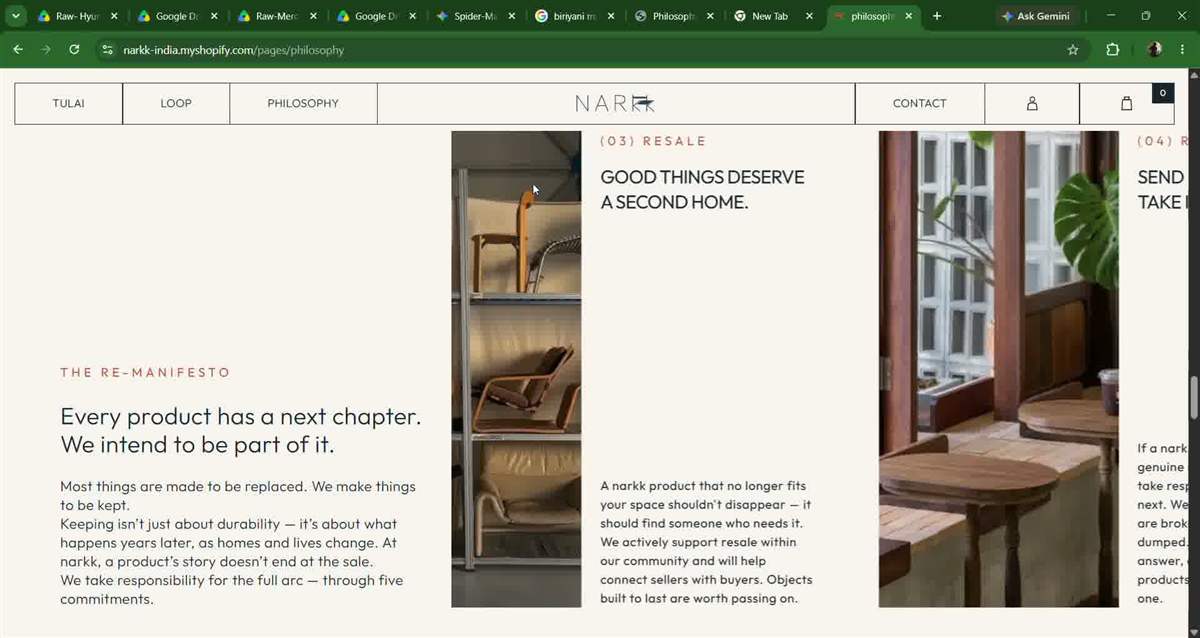 Raw- Hyu
Google Dr
Raw-Merc
Google Dr
Spider-Ma
biriyani m
Philosoph
New Tab
philosoph
Ask Gemini
narkk-india.myshopify.com/pages/philosophy
TULAI
LOOP
PHILOSOPHY
NARKK
CONTACT
0
THE RE-MANIFESTO
Every product has a next chapter.
We intend to be part of it.
Most things are made to be replaced. We make things
to be kept.
Keeping isn't just about durability — it's about what
happens years later, as homes and lives change. At
narkk, a product's story doesn't end at the sale.
We take responsibility for the full arc — through five
commitments.
(03) RESALE
GOOD THINGS DESERVE
A SECOND HOME.
A narkk product that no longer fits
your space shouldn't disappear — it
should find someone who needs it.
We actively support resale within
our community and will help
connect sellers with buyers. Objects
built to last are worth passing on.
(04) R
SEND
TAKE
If a nark
genuine
take resp
next. We
are brok
dumped.
answer,
products
one.